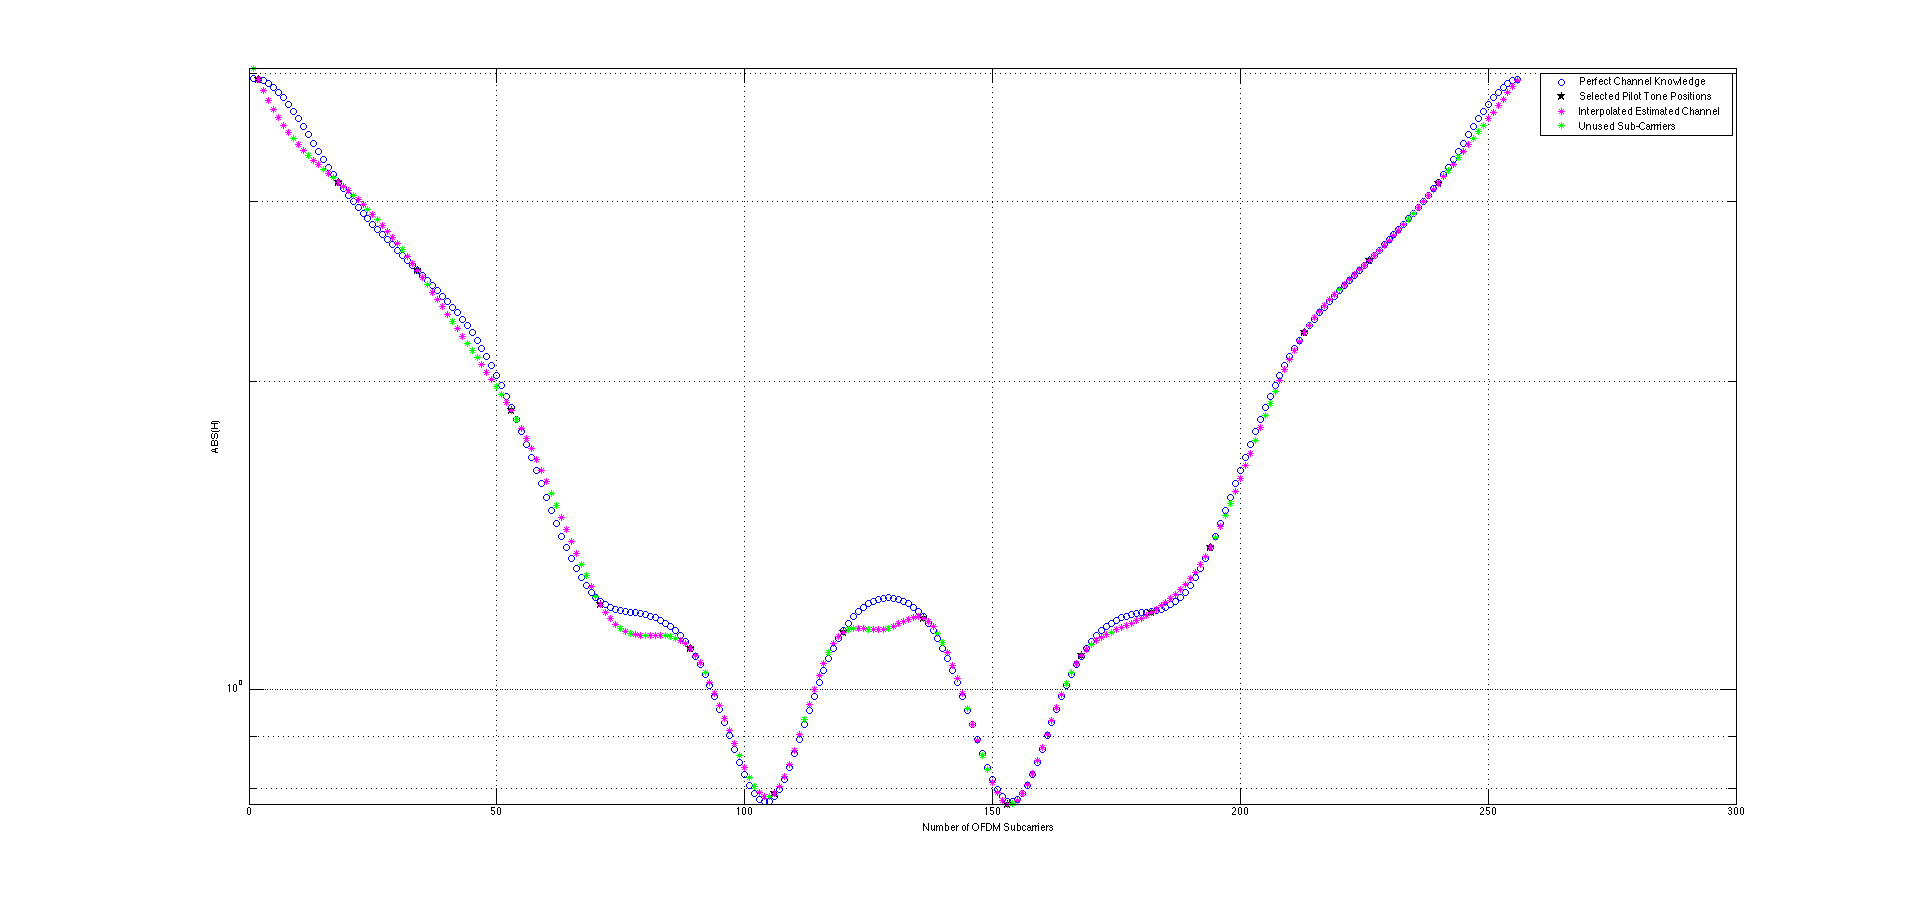 Perfect Channel Knowledge
Selected Pilot Tone Positions
Interpolated Estimated Channel
Unused Sub-Carrriers
ABS(H)
10⁰
0 50 100 150 200 250 300
Number of OFDM Subcarriers